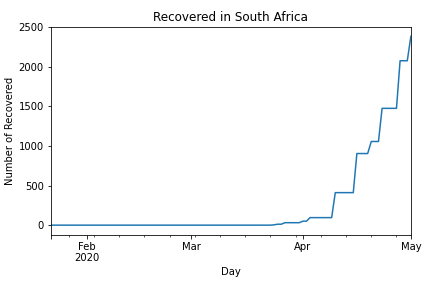 Recovered in South Africa
Number of Recovered
2500
2000
1500
1000
500
0
Feb
2020
Mar
Apr
May
Day